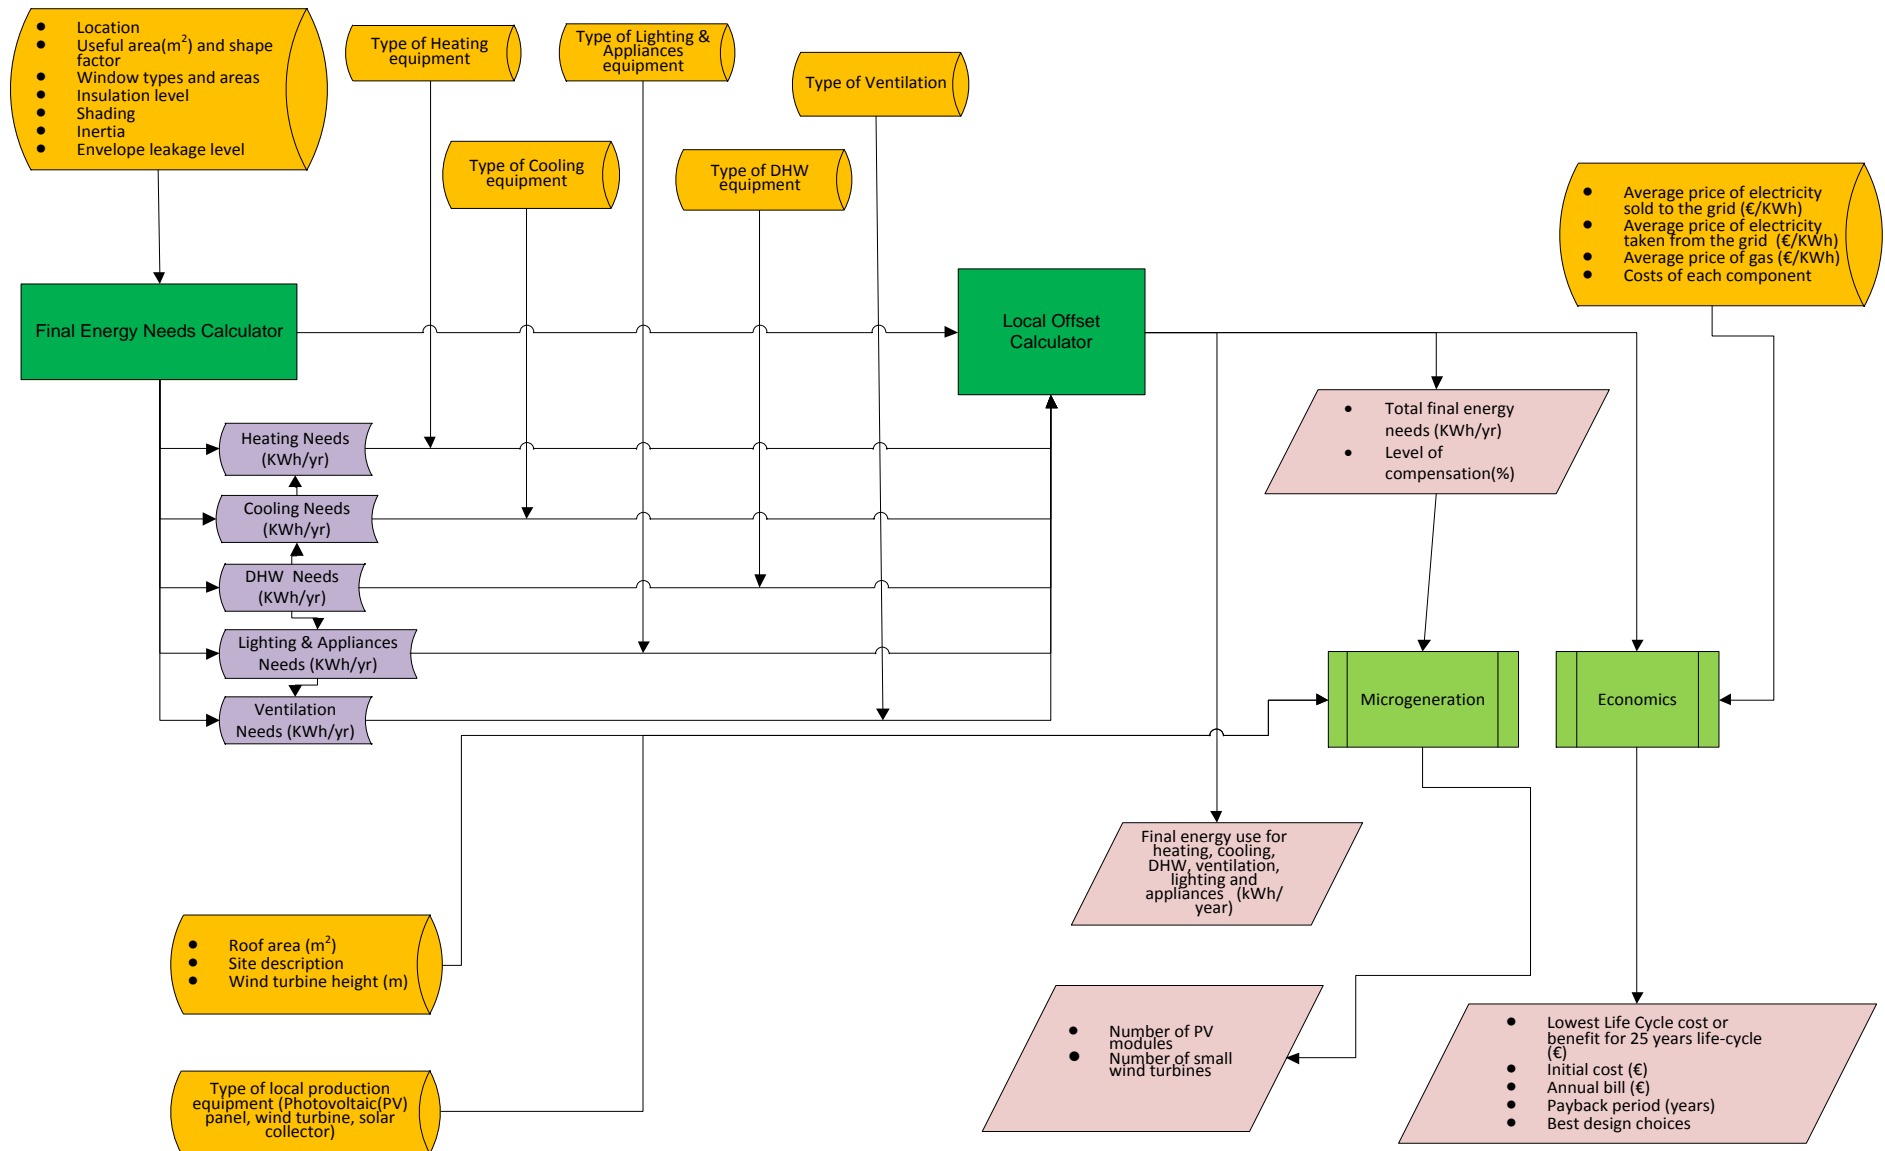 ● Location
● Useful area(m²) and shape
factor
● Window types and areas
● Insulation level
● Shading
● Inertia
● Envelope leakage level
Type of Heating
equipment
Type of Lighting &
Appliances
equipment
Type of Ventilation
Type of Cooling
equipment
Type of DHW
equipment
● Average price of electricity
sold to the grid (€/KWh)
● Average price of electricity
taken from the grid (€/KWh)
● Average price of gas (€/KWh)
● Costs of each component
Final Energy Needs Calculator
Local Offset
Calculator
Heating Needs
(KWh/yr)
Cooling Needs
(KWh/yr)
DHW Needs
(KWh/yr)
Lighting & Appliances
Needs (KWh/yr)
Ventilation
Needs (KWh/yr)
● Total final energy
needs (KWh/yr)
● Level of
compensation(%)
Microgeneration
Economics
Final energy use for
heating, cooling,
DHW, ventilation,
lighting and
appliances (kWh/
year)
● Roof area (m²)
● Site description
● Wind turbine height (m)
● Number of PV
modules
● Number of small
wind turbines
● Lowest Life Cycle cost or
benefit for 25 years life-cycle
(€)
● Initial cost (€)
● Annual bill (€)
● Payback period (years)
● Best design choices
Type of local production
equipment (Photovoltaic(PV)
panel, wind turbine, solar
collector)